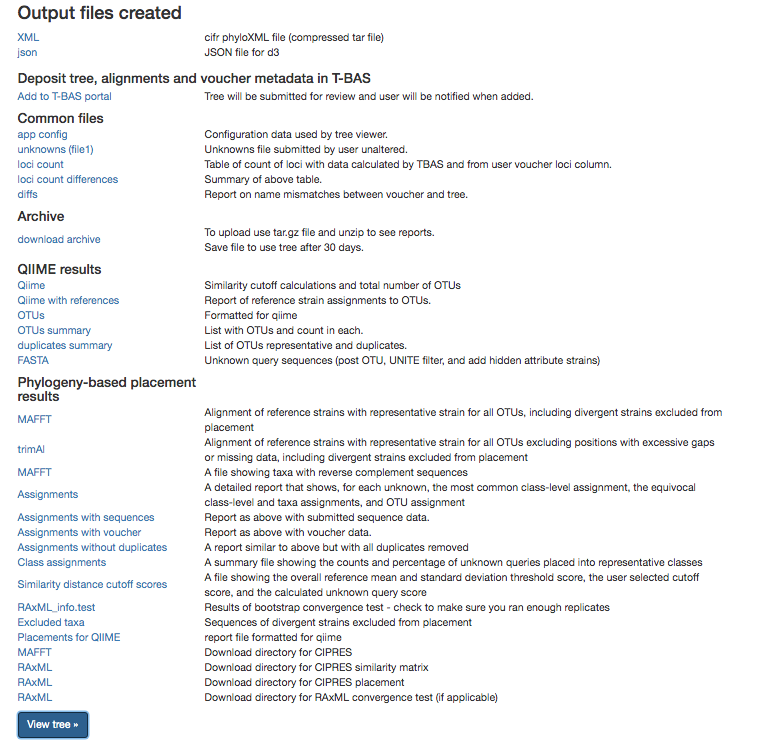 Output files created
XML cifr phyloXML file (compressed tar file)
json JSON file for d3
Deposit tree, alignments and voucher metadata in T-BAS
Add to T-BAS portal Tree will be submitted for review and user will be notified when added.
Common files
app config Configuration data used by tree viewer.
unknowns (file1) Unknowns file submitted by user unaltered.
loci count Table of count of loci with data calculated by TBAS and from user voucher loci column.
loci count differences Summary of above table.
diffs Report on name mismatches between voucher and tree.
Archive
download archive To upload use tar.gz file and unzip to see reports.
Save file to use tree after 30 days.
QIIME results
Qiime Similarity cutoff calculations and total number of OTUs
Qiime with references Report of reference strain assignments to OTUs.
OTUs Formatted for qiime
OTUs summary List with OTUs and count in each.
duplicates summary List of OTUs representative and duplicates.
FASTA Unknown query sequences (post OTU, UNITE filter, and add hidden attribute strains)
Phylogeny-based placement
results
MAFFT Alignment of reference strains with representative strain for all OTUs, including divergent strains excluded from
placement
trimAl Alignment of reference strains with representative strain for all OTUs excluding positions with excessive gaps
or missing data, including divergent strains excluded from placement
MAFFT A file showing taxa with reverse complement sequences
Assignments A detailed report that shows, for each unknown, the most common class-level assignment, the equivocal
class-level and taxa assignments, and OTU assignment
Assignments with sequences Report as above with submitted sequence data.
Assignments with voucher Report as above with voucher data.
Assignments without duplicates A report similar to above but with all duplicates removed
Class assignments A summary file showing the counts and percentage of unknown queries placed into representative classes
Similarity distance cutoff scores A file showing the overall reference mean and standard deviation threshold score, the user selected cutoff
score, and the calculated unknown query score
RAxML_info.test Results of bootstrap convergence test - check to make sure you ran enough replicates
Excluded taxa Sequences of divergent strains excluded from placement
Placements for QIIME report file formatted for qiime
MAFFT Download directory for CIPRES
RAxML Download directory for CIPRES similarity matrix
RAxML Download directory for CIPRES placement
RAxML Download directory for RAxML convergence test (if applicable)
View tree »